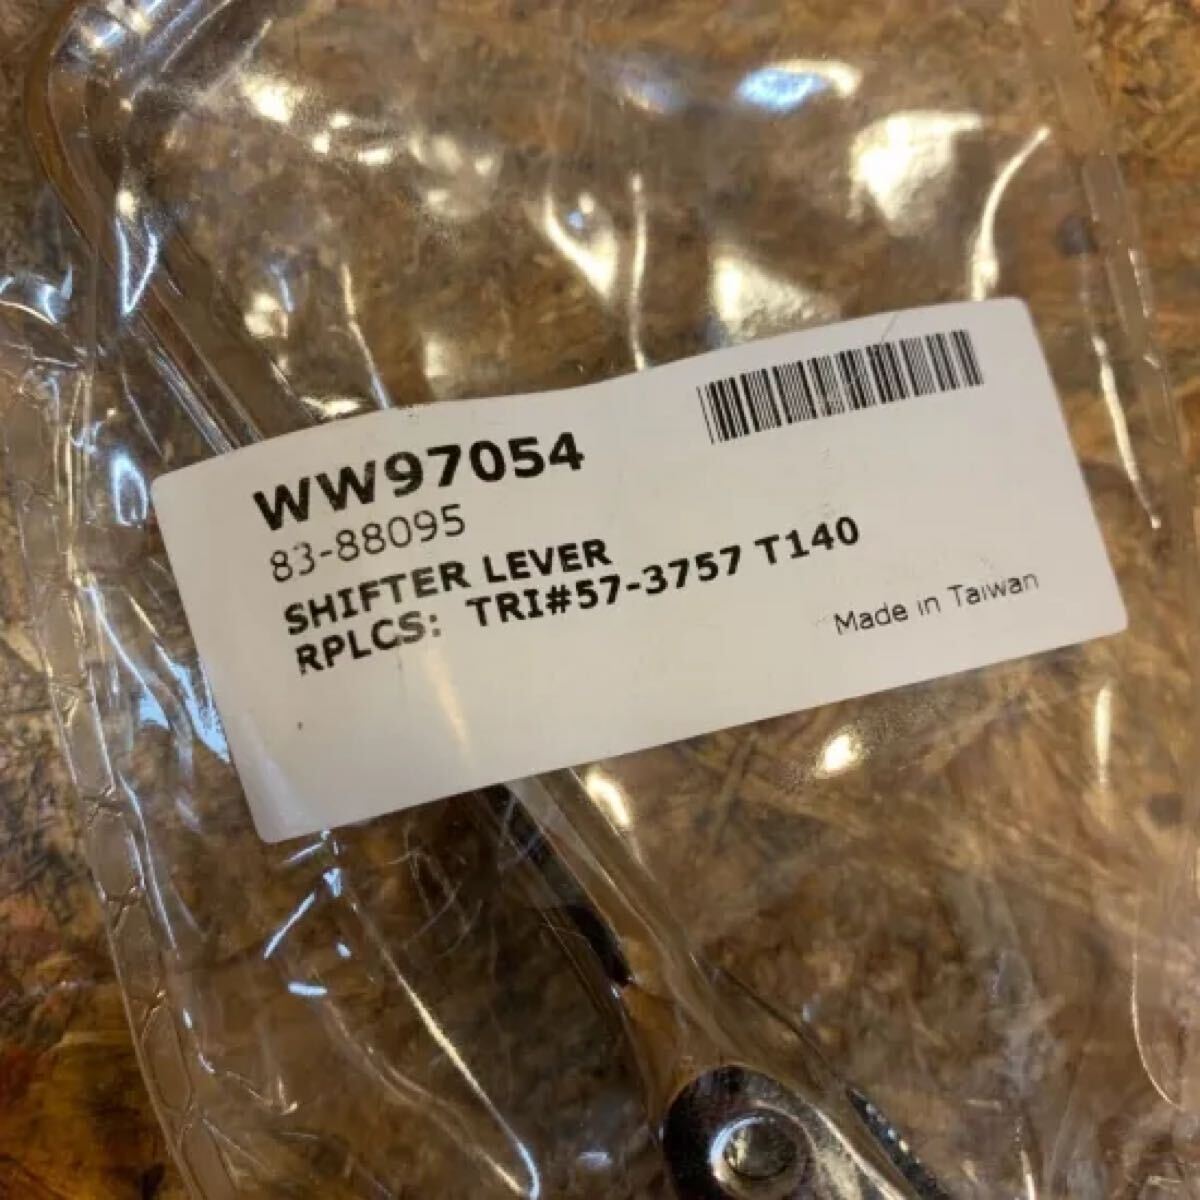 WW97054
83-88095
SHIFTER LEVER
RPLCS: TRI#57-3757 T140
Made in Taiwan